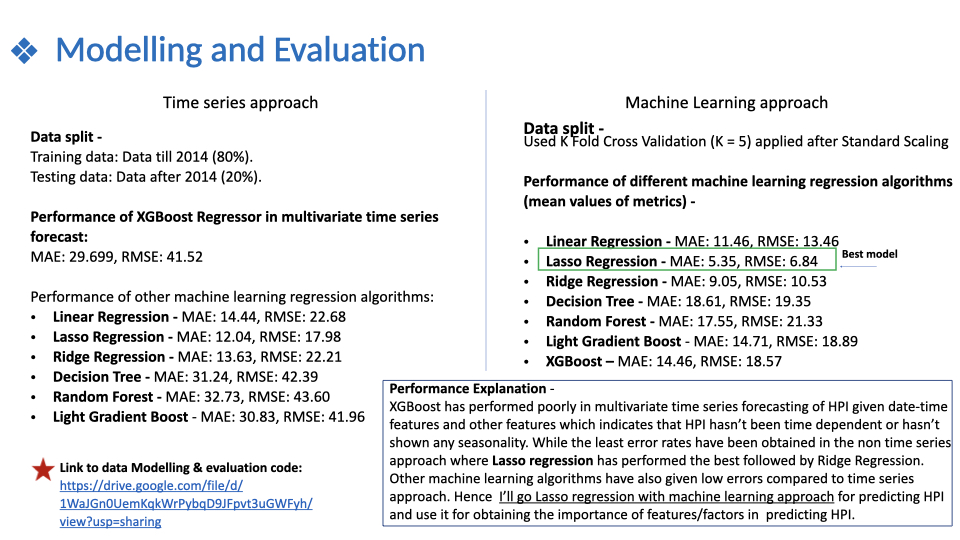 Modelling and Evaluation
Time series approach
Data split -
Training data: Data till 2014 (80%).
Testing data: Data after 2014 (20%).
Performance of XGBoost Regressor in multivariate time series
forecast:
MAE: 29.699, RMSE: 41.52
Performance of other machine learning regression algorithms:
• Linear Regression - MAE: 14.44, RMSE: 22.68
• Lasso Regression - MAE: 12.04, RMSE: 17.98
• Ridge Regression - MAE: 13.63, RMSE: 22.21
• Decision Tree - MAE: 31.24, RMSE: 42.39
• Random Forest - MAE: 32.73, RMSE: 43.60
• Light Gradient Boost - MAE: 30.83, RMSE: 41.96
Link to data Modelling & evaluation code:
https://drive.google.com/file/d/
1WaJGn0UemKqkWrPybqD9JFpvt3uGWFyh/
view?usp=sharing
Machine Learning approach
Data split -
Used K Fold Cross Validation (K = 5) applied after Standard Scaling
Performance of different machine learning regression algorithms
(mean values of metrics) -
• Linear Regression - MAE: 11.46, RMSE: 13.46
• Lasso Regression - MAE: 5.35, RMSE: 6.84
Best model
• Ridge Regression - MAE: 9.05, RMSE: 10.53
• Decision Tree - MAE: 18.61, RMSE: 19.35
• Random Forest - MAE: 17.55, RMSE: 21.33
• Light Gradient Boost - MAE: 14.71, RMSE: 18.89
• XGBoost – MAE: 14.46, RMSE: 18.57
Performance Explanation -
XGBoost has performed poorly in multivariate time series forecasting of HPI given date-time
features and other features which indicates that HPI hasn't been time dependent or hasn't
shown any seasonality. While the least error rates have been obtained in the non time series
approach where Lasso regression has performed the best followed by Ridge Regression.
Other machine learning algorithms have also given low errors compared to time series
approach. Hence I'll go Lasso regression with machine learning approach for predicting HPI
and use it for obtaining the importance of features/factors in predicting HPI.